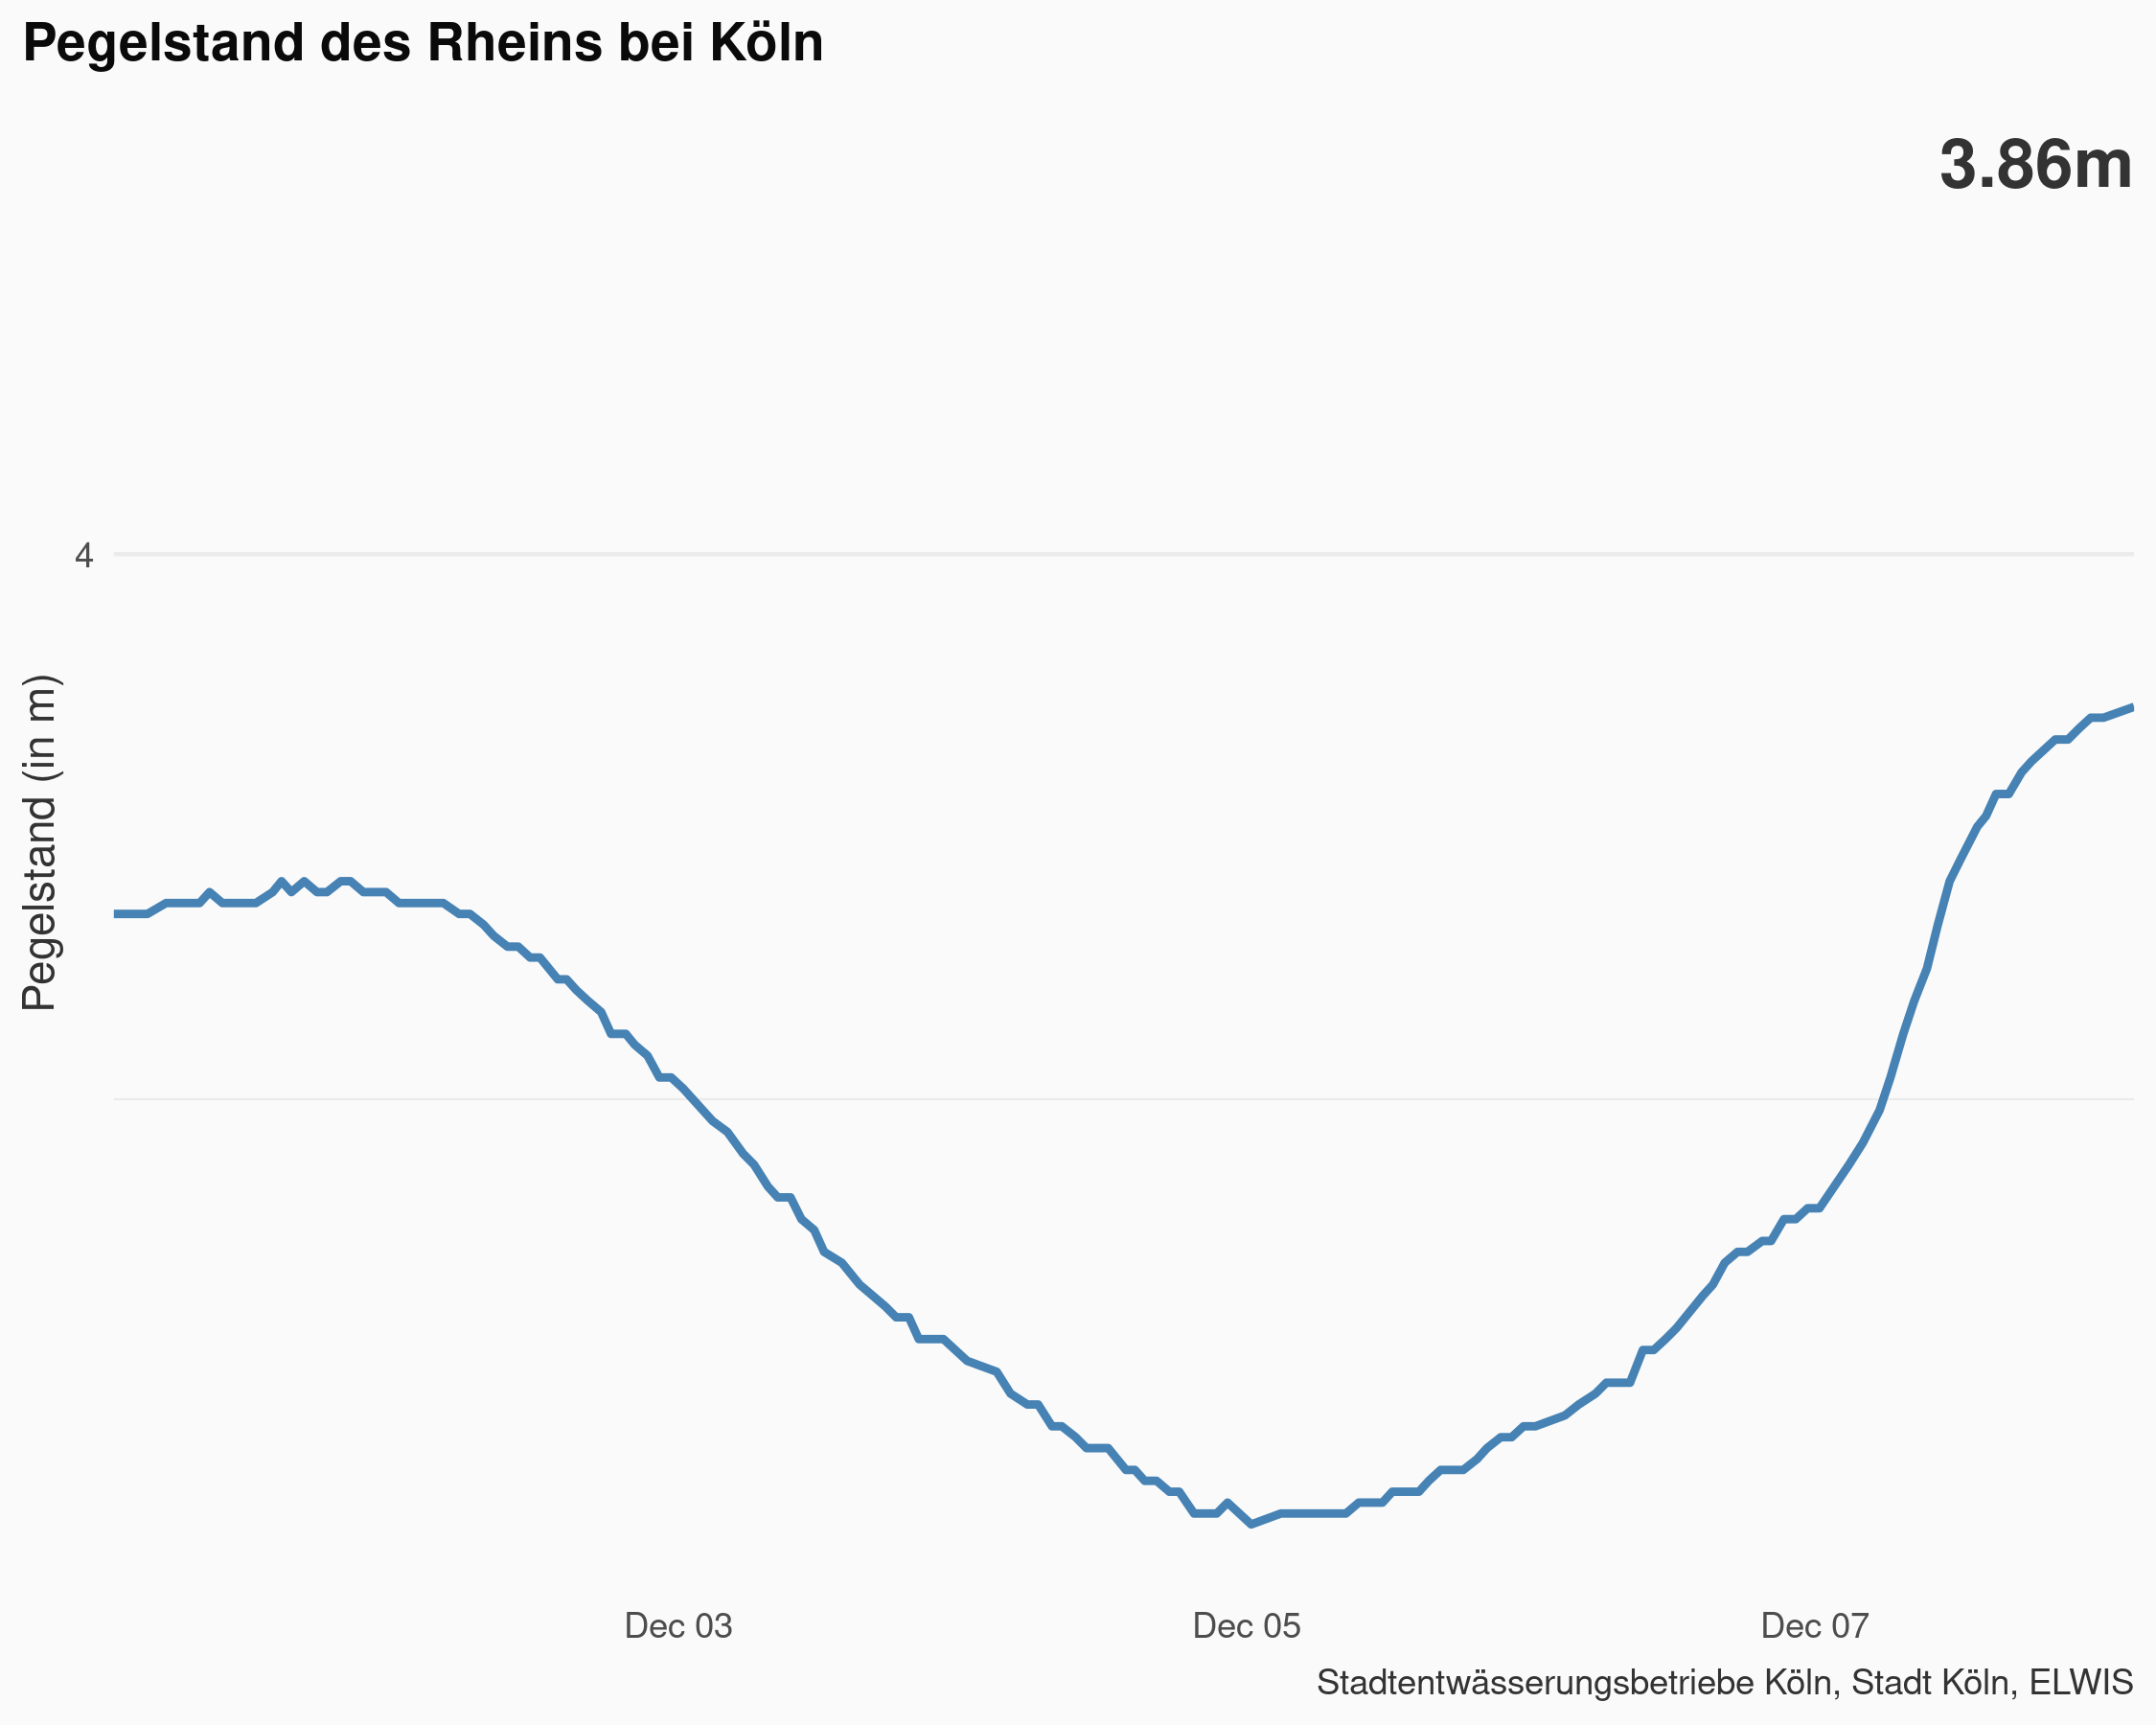 Pegelstand des Rheins bei Köln
3.86m
4
Pegelstand (in m)
Dec 03
Dec 05
Dec 07
Stadtentwässerungsbetriebe Köln, Stadt Köln, ELWIS